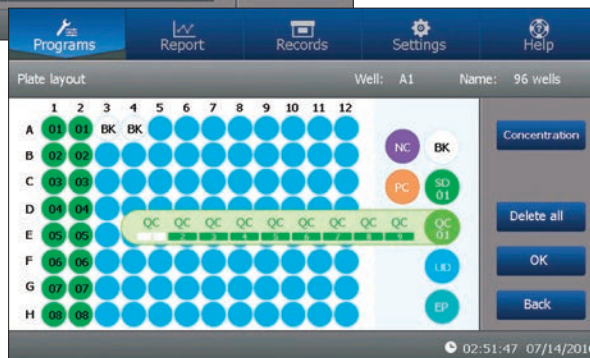 Programs Report Records Settings Help
Plate layout Well: A1 Name: 96 wells
1 2 3 4 5 6 7 8 9 10 11 12
A 01 01 BK BK
NC BK
Concentration
B 02 02
C 03 03
PC SD 01
D 04 04
Delete all
QC QC QC QC QC QC QC QC QC QC 01
1 2 3 4 5 6 7 8 9
E 05 05
F 06 06
UD
OK
G 07 07
EP
Back
H 08 08
02:51:47 07/14/2016